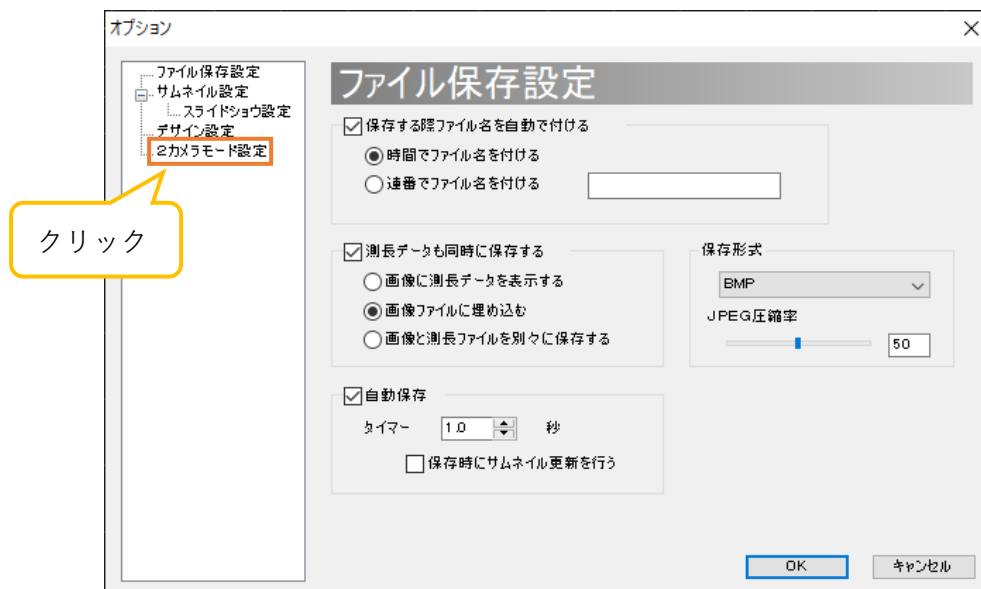 オプション
ファイル保存設定
サムネイル設定
スライドショウ設定
デザイン設定
2カメラモード設定
クリック
ファイル保存設定
保存する際ファイル名を自動で付ける
時間でファイル名を付ける
連番でファイル名を付ける
測長データも同時に保存する
画像に測長データを表示する
画像ファイルに埋め込む
画像と測長ファイルを別々に保存する
保存形式
BMP
JPEG圧縮率
50
自動保存
タイマー 1.0 秒
保存時にサムネイル更新を行う
OK キャンセル